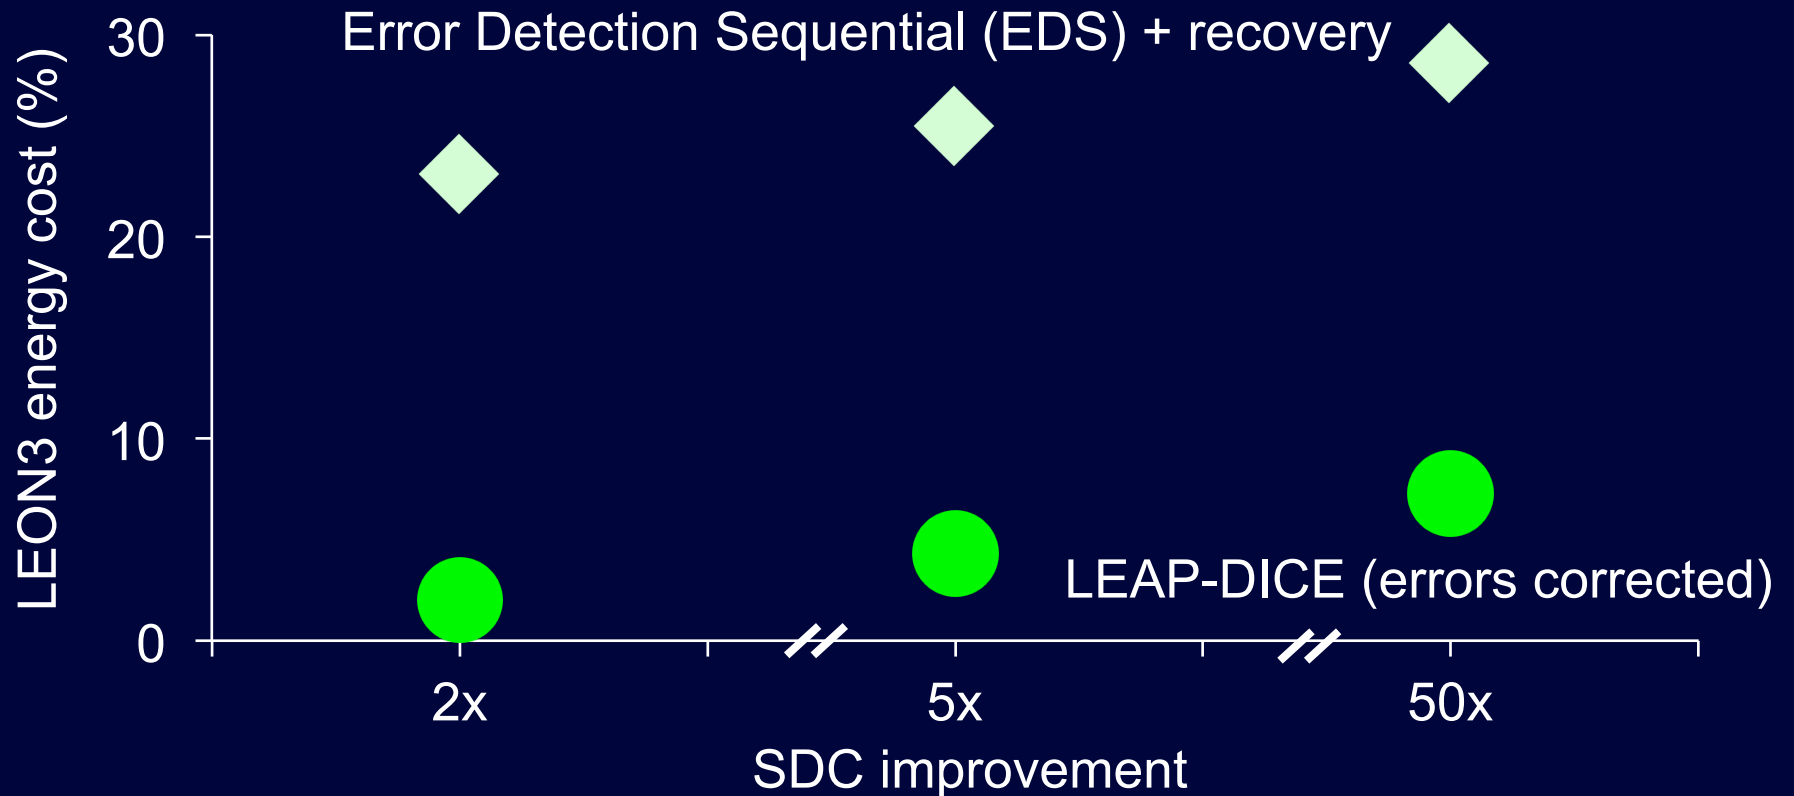 Error Detection Sequential (EDS) + recovery
LEON3 energy cost (%)
30
20
10
0
LEAP-DICE (errors corrected)
2x
5x
50x
SDC improvement